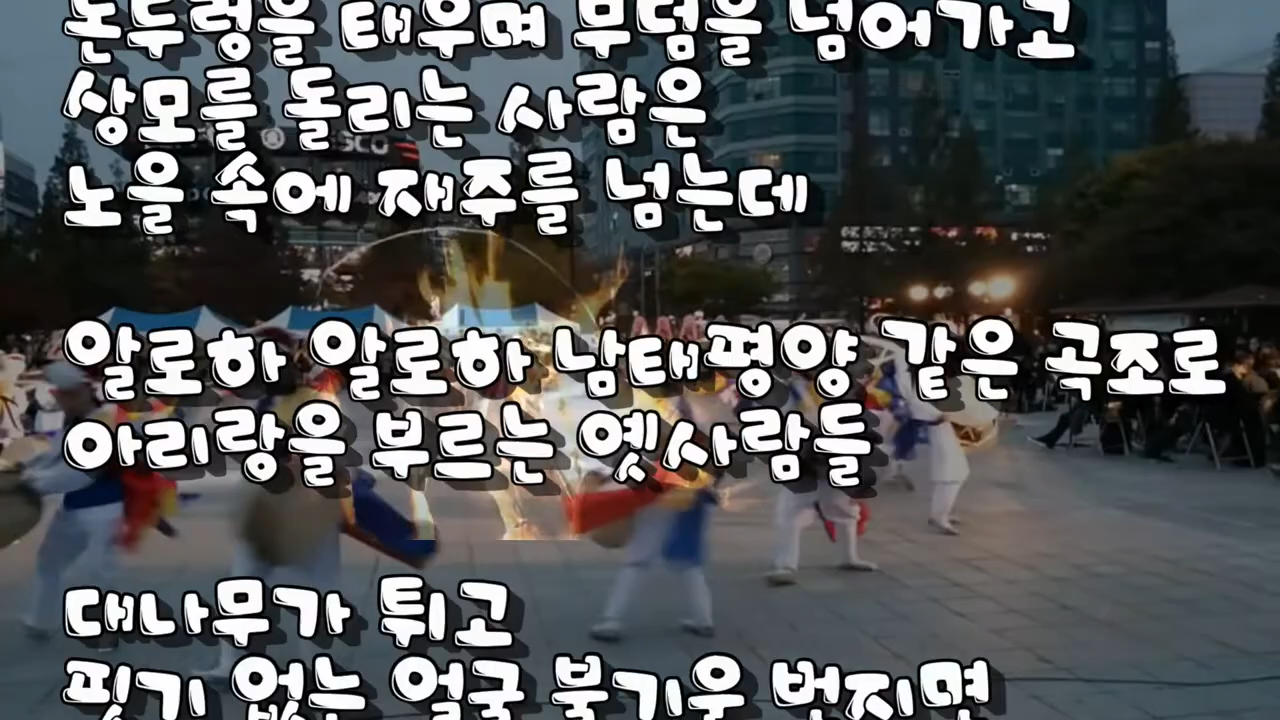 논두렁을 태우며 무덤을 넘어가고
상모를 돌리는 사람은
노을 속에 재주를 넘는데
알로하 알로하 남태평양 같은 곡조로
아리랑을 부르는 옛사람들
대나무가 튀고
핏기 없는 얼굴 불기운 번지면